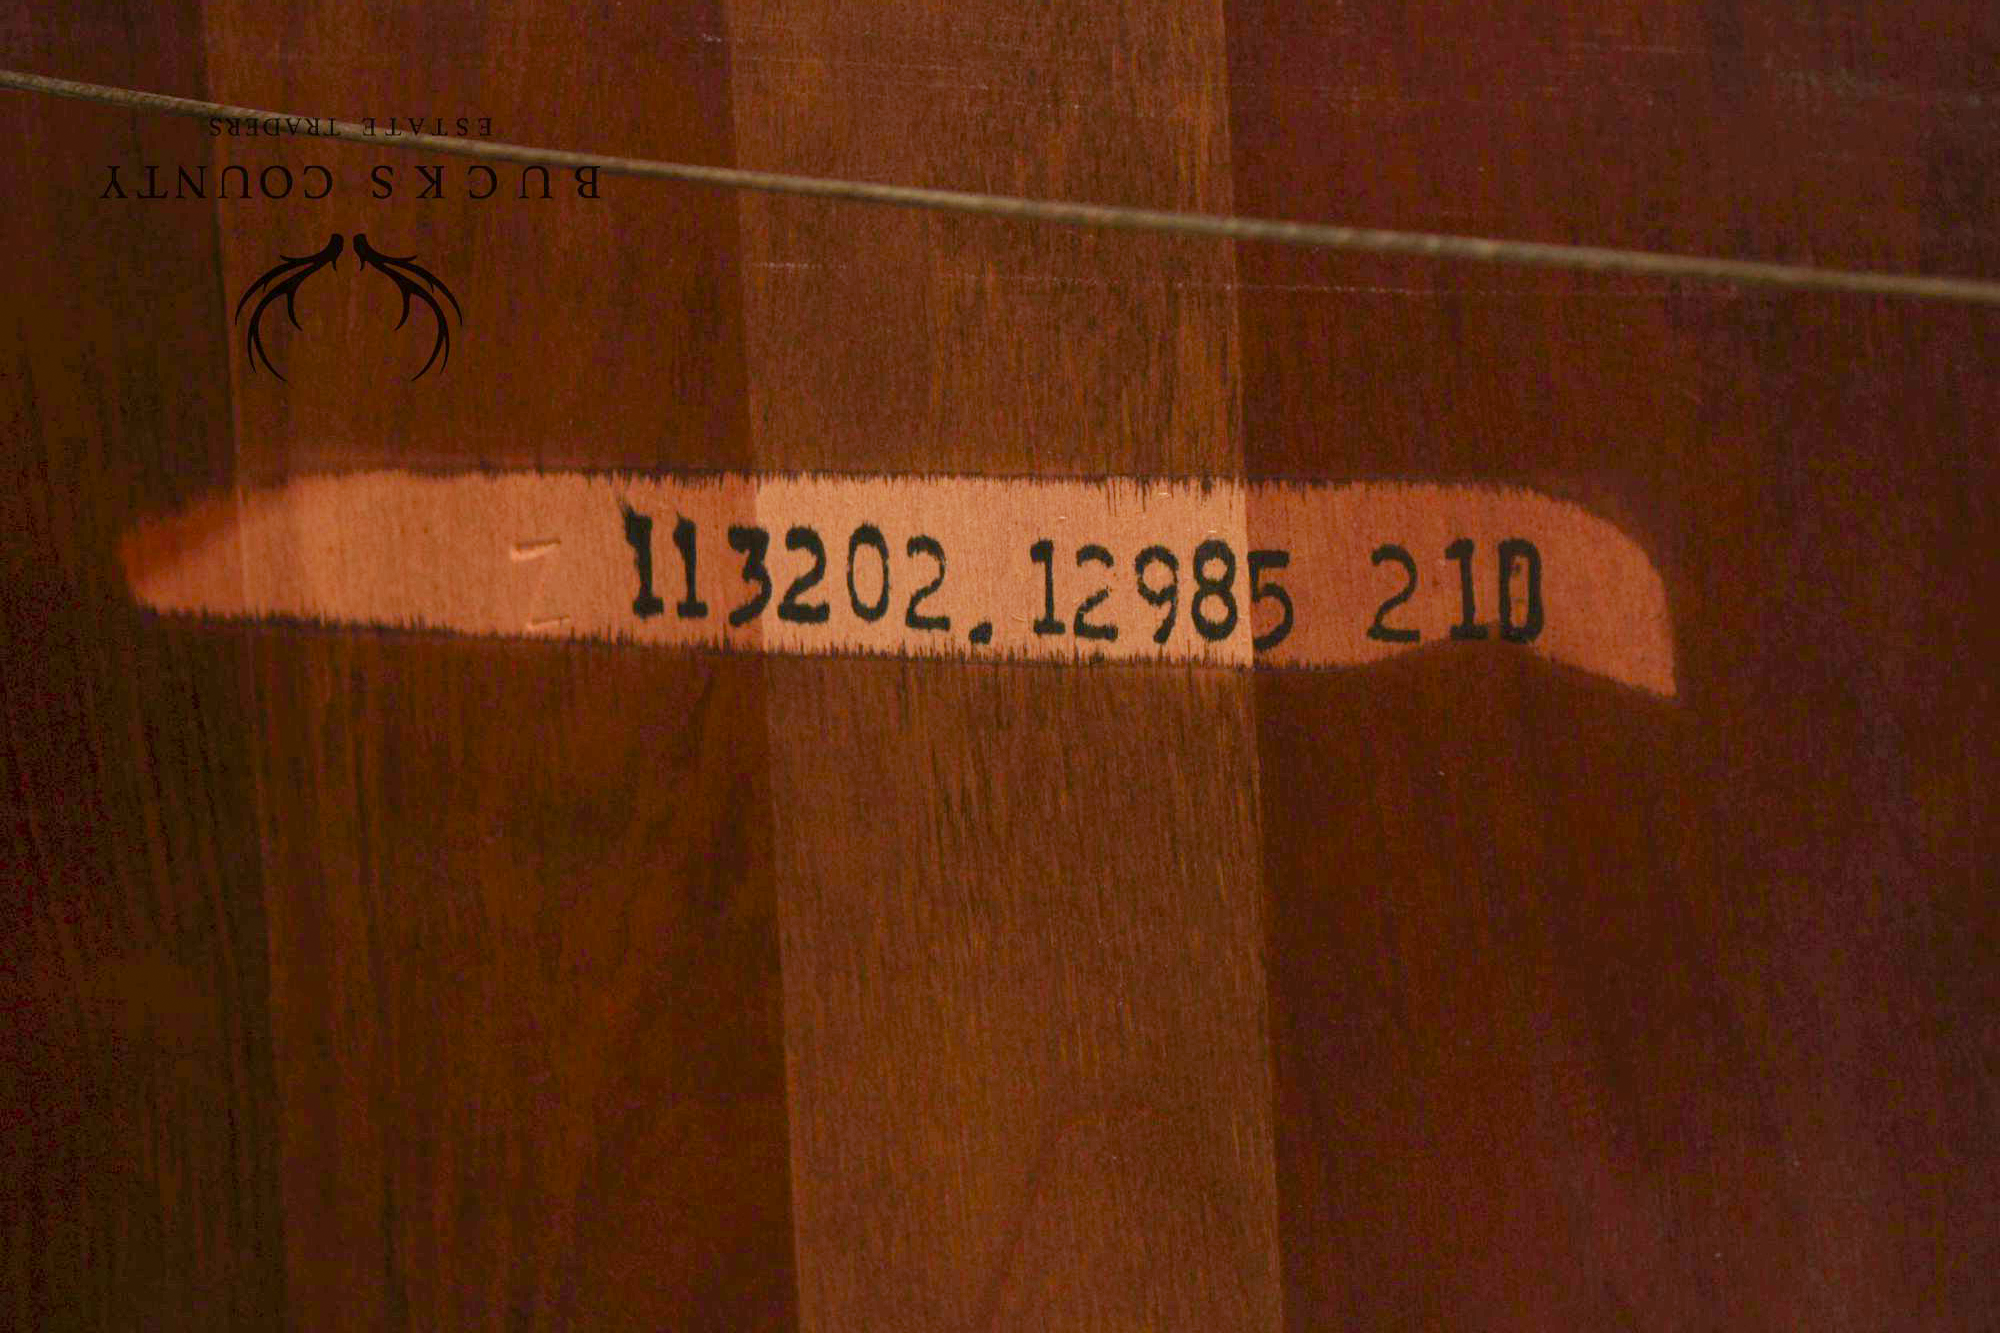 113202.12985 210
BUCKS COUNTY
ESTATE TRADERS